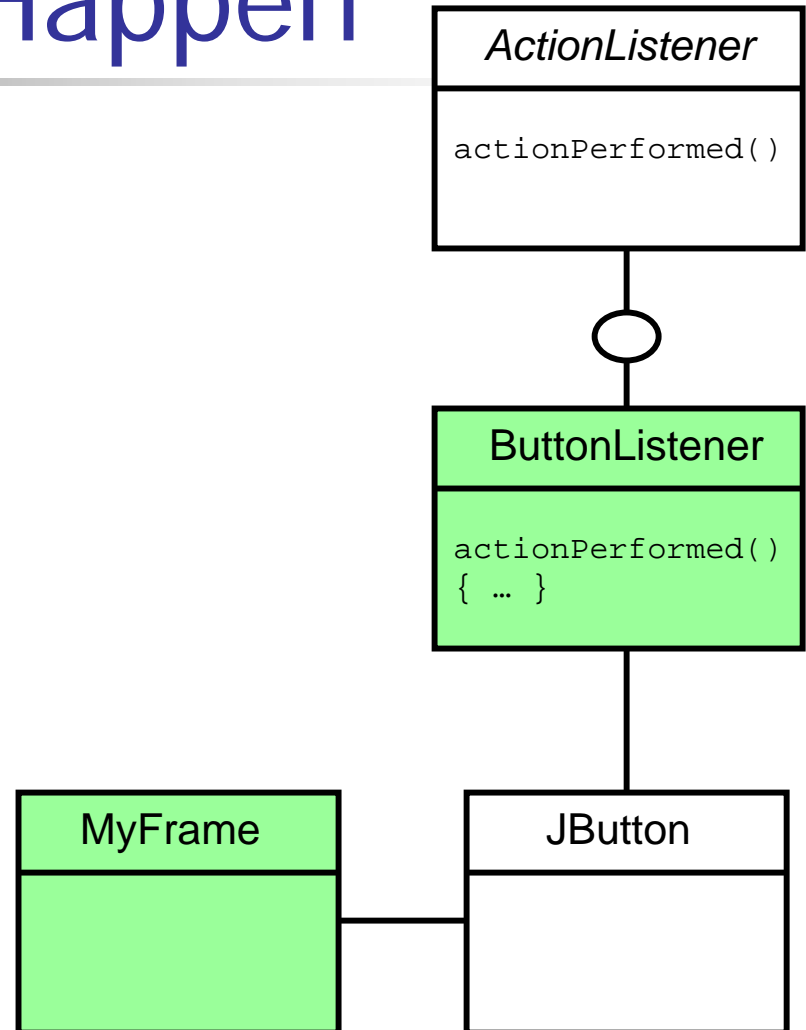 Happen
ActionListener
actionPerformed()
ButtonListener
actionPerformed()
{ … }
MyFrame
JButton